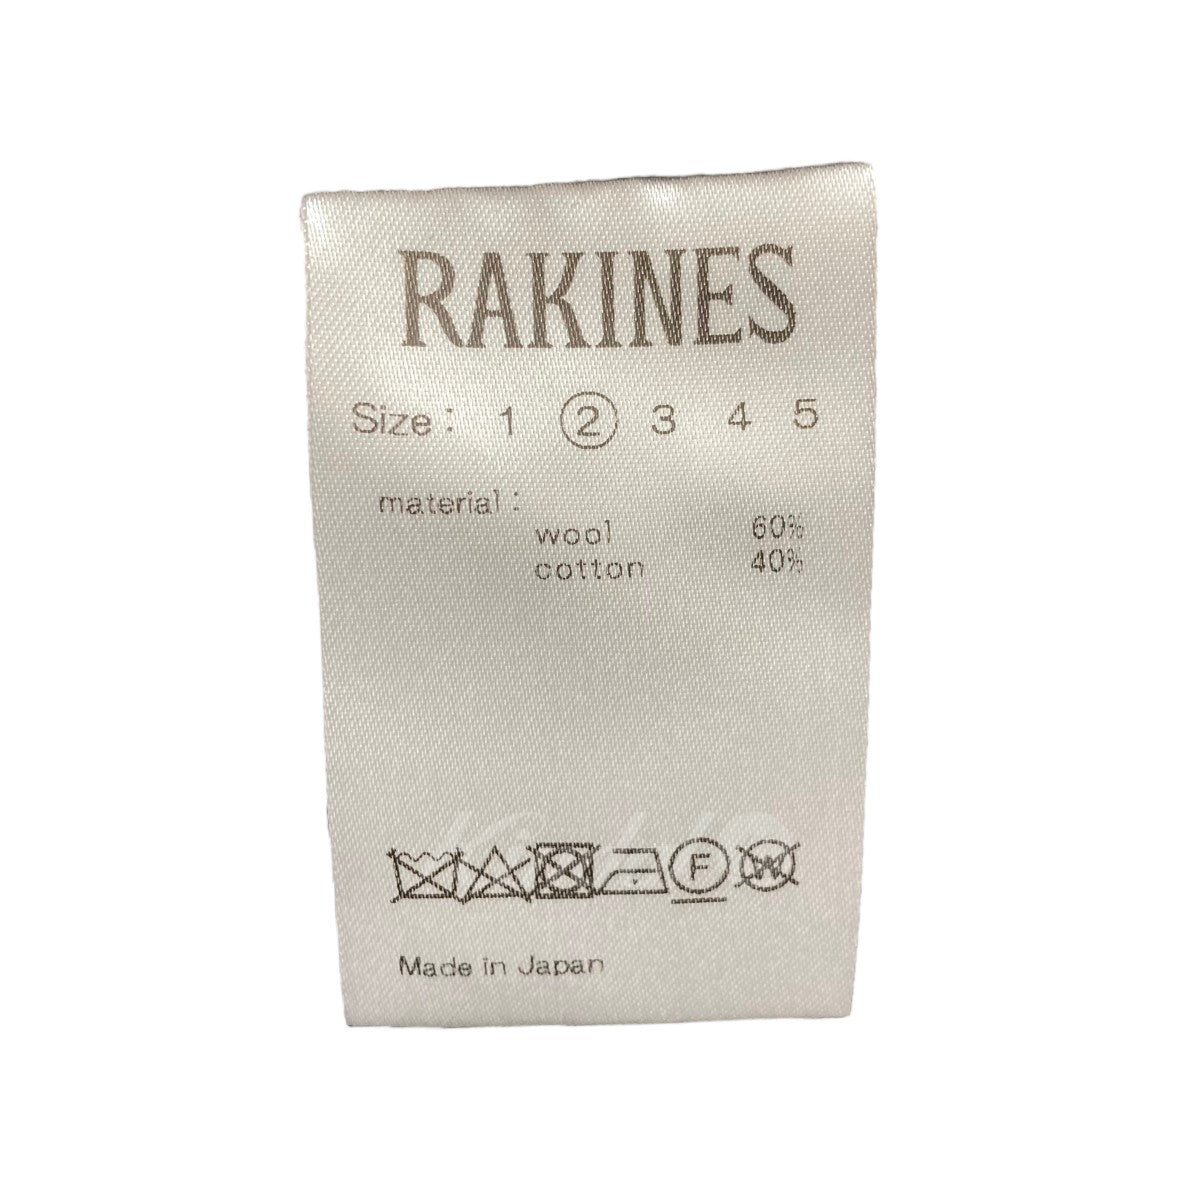 RAKINES
Size: 1 2 3 4 5
material:
wool 60%
cotton 40%
F W
Made in Japan